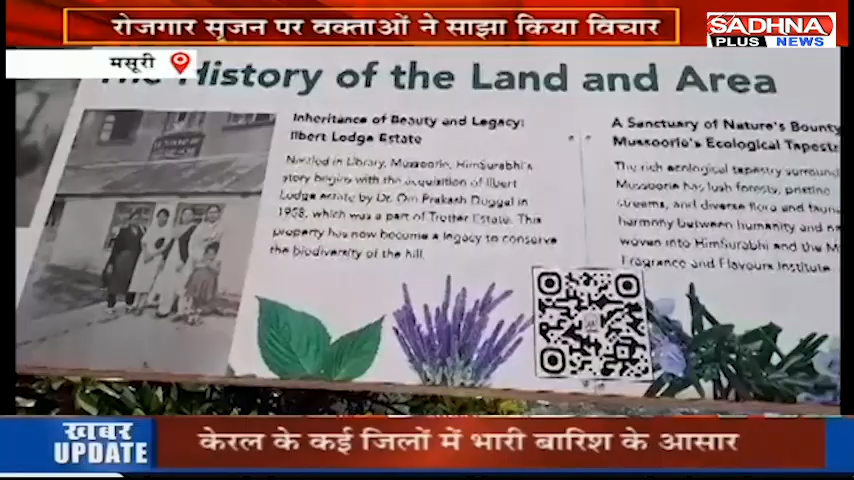 रोजगार सृजन पर वक्ताओं ने साझा किया विचार
SADHNA
PLUS NEWS
मसूरी
The History of the Land and Area
Inheritance of Beauty and Legacy:
Ilbert Lodge Estate
Nestled in Library, Mussoorie, HimSurabhi's
story begins with the acquisition of Ilbert
Lodge estate by Dr. Om Prakash Duggal in
1958, which was a part of Trotter Estate. This
property has now become a legacy to conserve
the biodiversity of the hill.
A Sanctuary of Nature's Bounty
Mussoorie's Ecological Tapestr
The rich ecological tapestry surround
Mussoorie has lush forests, pristine
streams, and diverse flora and faun
harmony between humanity and na
woven into HimSurabhi and the M
Fragrance and Flavours Institute
खबर
UPDATE
केरल के कई जिलों में भारी बारिश के आसार